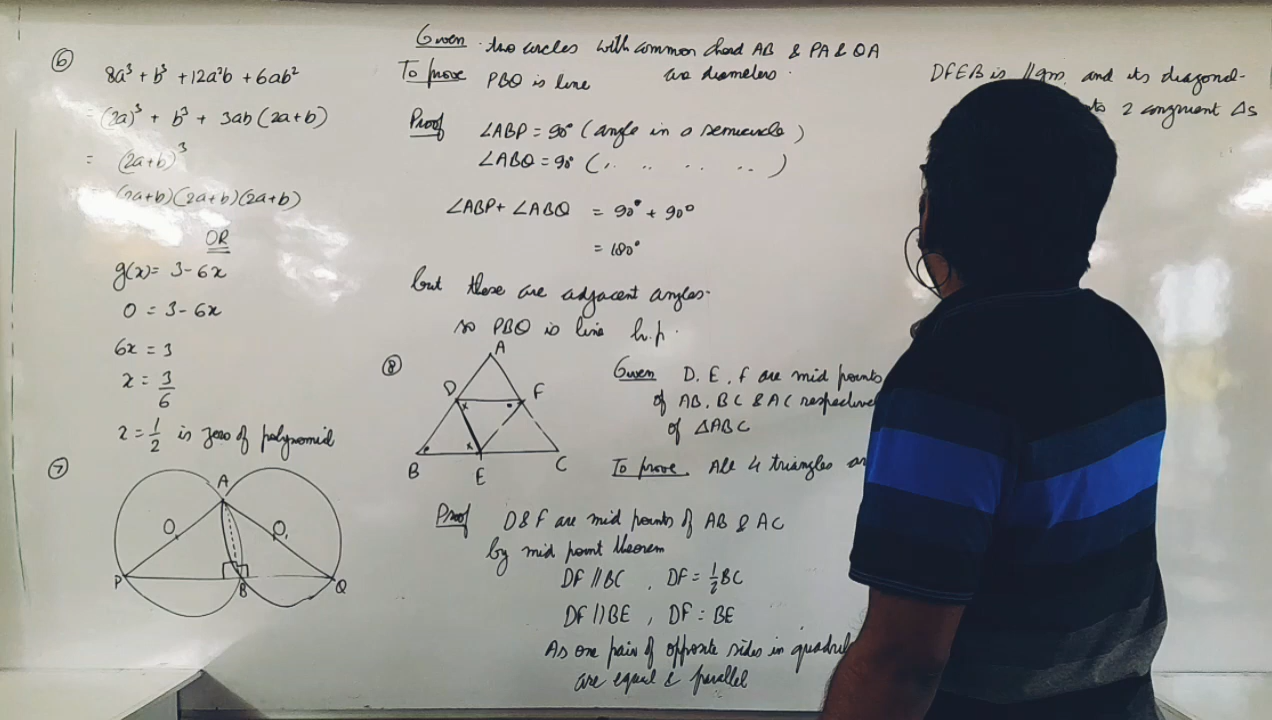 ⑥
8a³ + b³ + 12a²b + 6ab²
= (2a)³ + b³ + 3ab(2a+b)
= (2a+b)³
(2a+b)(2a+b)(2a+b)
OR
g(x) = 3-6x
0 = 3-6x
6x = 3
x = 3/6
x = 1/2 is zero of polynomial
⑦
A
O
O₁
P
B
Q
Given two circles with common chord AB & PA & QA
are diameters.
To prove PBQ is line
Proof ∠ABP = 90° (angle in a semicircle)
∠ABQ = 90° (.. .. .. ..)
∠ABP + ∠ABQ = 90° + 90°
= 180°
but these are adjacent angles.
so PBQ is line h.p.
⑧
A
D
F
B
E
C
Given D, E, F are mid points
of AB, BC & AC
of △ABC
To prove All 4 triangles
Proof D & F are mid points of AB & AC
by mid point theorem
DF // BC , DF = 1/2 BC
DF // BE , DF = BE
As one pair of opposite sides in
are equal & parallel
DFEB is //gm and its diagonal
2 congruent △s